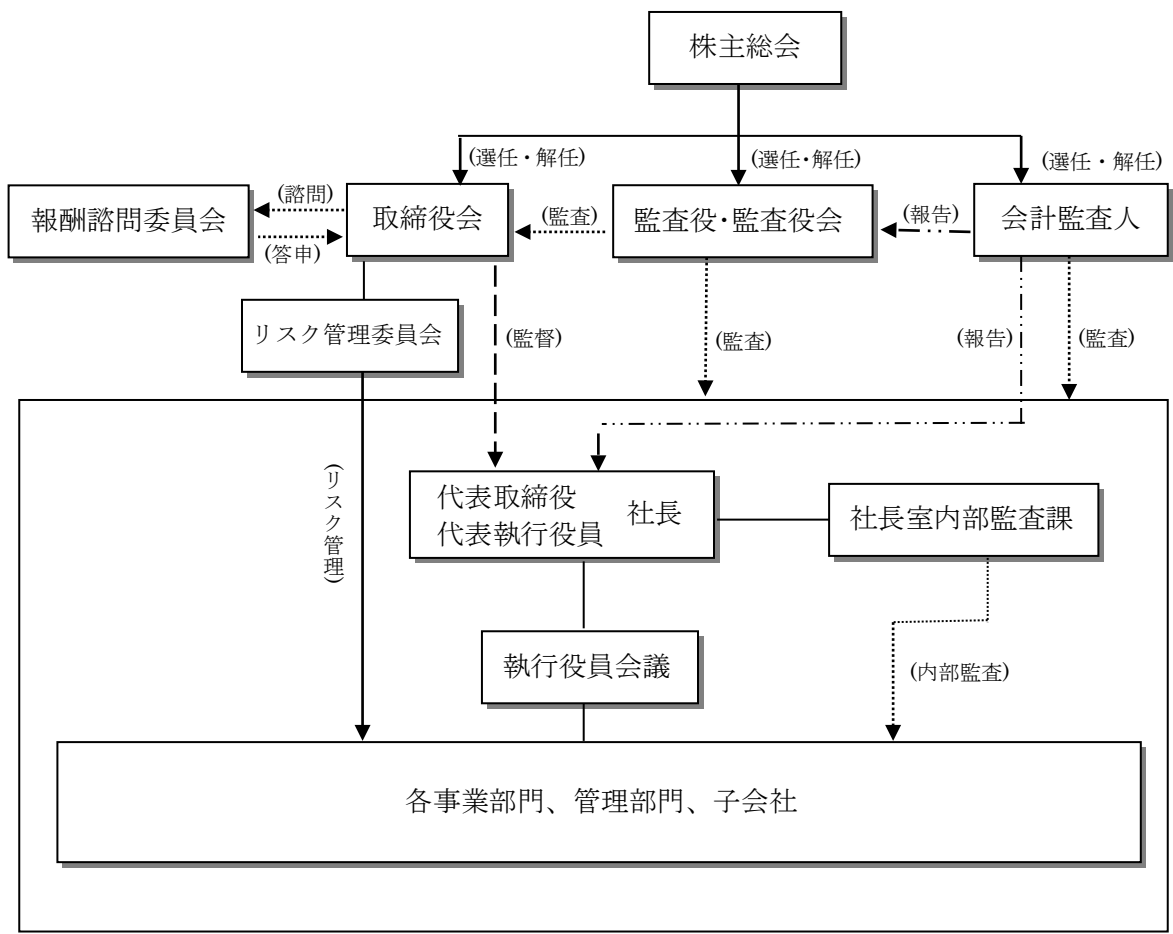 株主総会
(選任・解任)
(選任・解任)
(選任・解任)
報酬諮問委員会
(諮問)
(答申)
取締役会
(監査)
監査役・監査役会
(報告)
会計監査人
リスク管理委員会
(監督)
(監査)
(報告)
(監査)
(リスク管理)
代表取締役
代表執行役員
社長
社長室内部監査課
執行役員会議
(内部監査)
各事業部門、管理部門、子会社